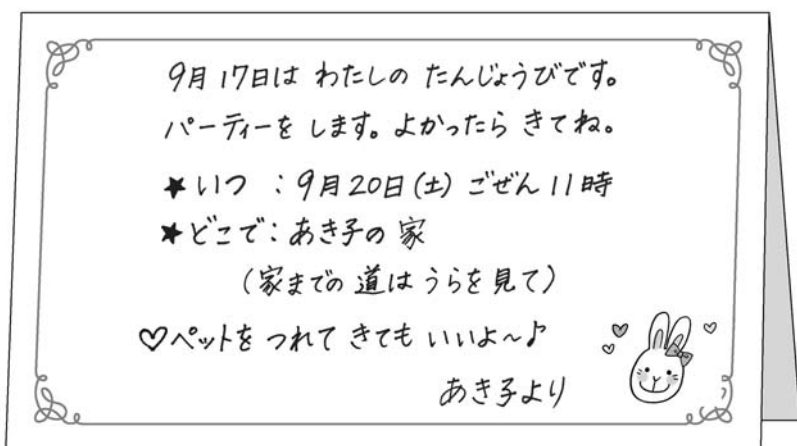 9月17日は わたしの たんじょうびです。
パーティーを します。よかったら きてね。
★いつ : 9月20日(土) ごぜん 11時
★どこで: あき子の 家
(家までの 道は うらを 見て)
♡ペットを つれて きても いいよ～♪
あき子より